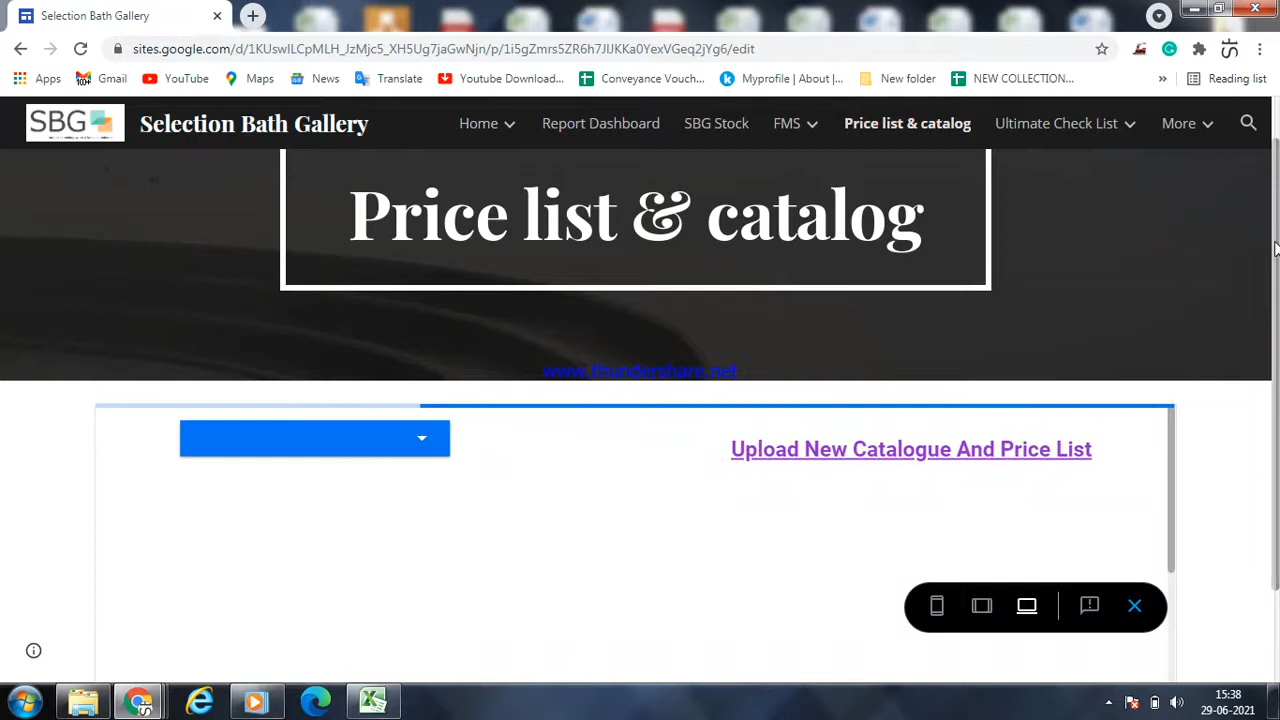 Selection Bath Gallery
sites.google.com/d/1KUswILCpMLH_JzMjc5_XH5Ug7jaGwNjn/p/1i5gZmrs5ZR6h7JIJKKa0YexVGeq2jYg6/edit
Apps 100+ Gmail YouTube Maps News Translate Youtube Download... Conveyance Vouch... Myprofile | About |... New folder NEW COLLECTION... » Reading list
SBG Selection Bath Gallery Home Report Dashboard SBG Stock FMS Price list & catalog Ultimate Check List More
Price list & catalog
www.thundershare.net
Upload New Catalogue And Price List
15:38
29-06-2021